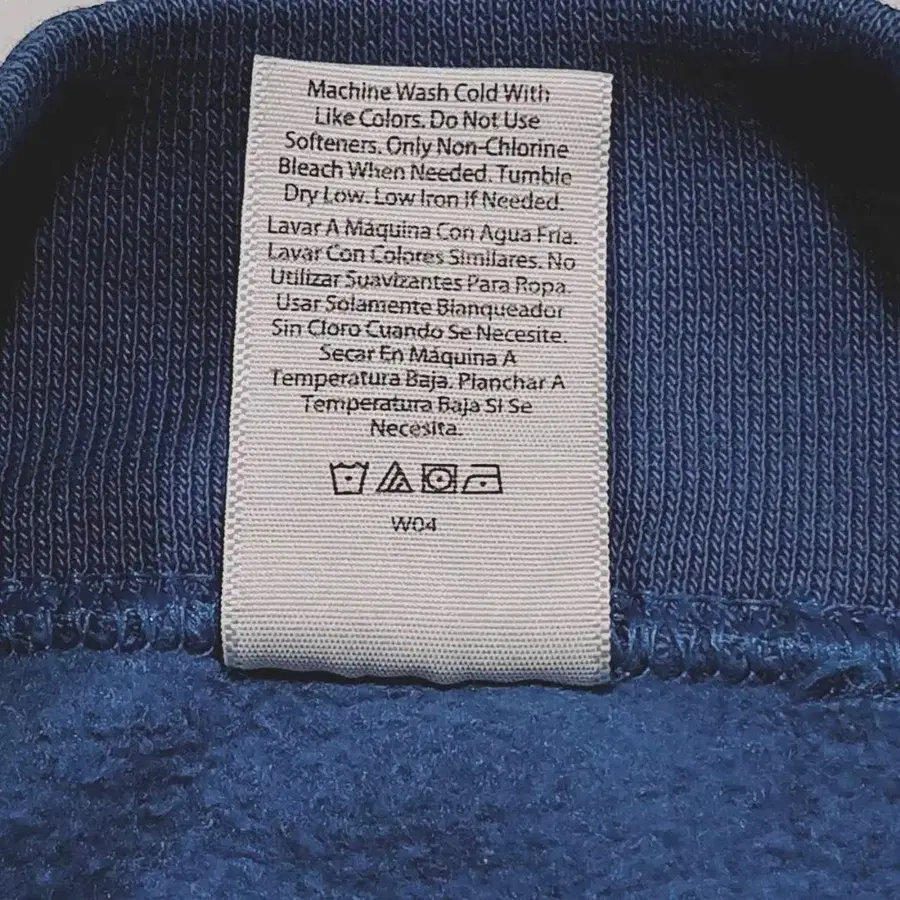 Machine Wash Cold With
Like Colors. Do Not Use
Softeners. Only Non-Chlorine
Bleach When Needed. Tumble
Dry Low. Low Iron If Needed.
Lavar A Máquina Con Agua Fría.
Lavar Con Colores Similares. No
Utilizar Suavizantes Para Ropa.
Usar Solamente Blanqueador
Sin Cloro Cuando Se Necesite.
Secar En Máquina A
Temperatura Baja. Planchar A
Temperatura Baja Si Se
Necesita.
W04